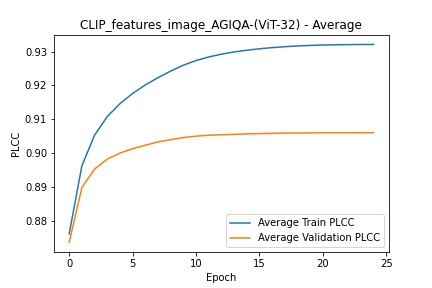 CLIP_features_image_AGIQA-(ViT-32) - Average
PLCC
0.93
0.92
0.91
0.90
0.89
0.88
0 5 10 15 20 25
Epoch
Average Train PLCC
Average Validation PLCC